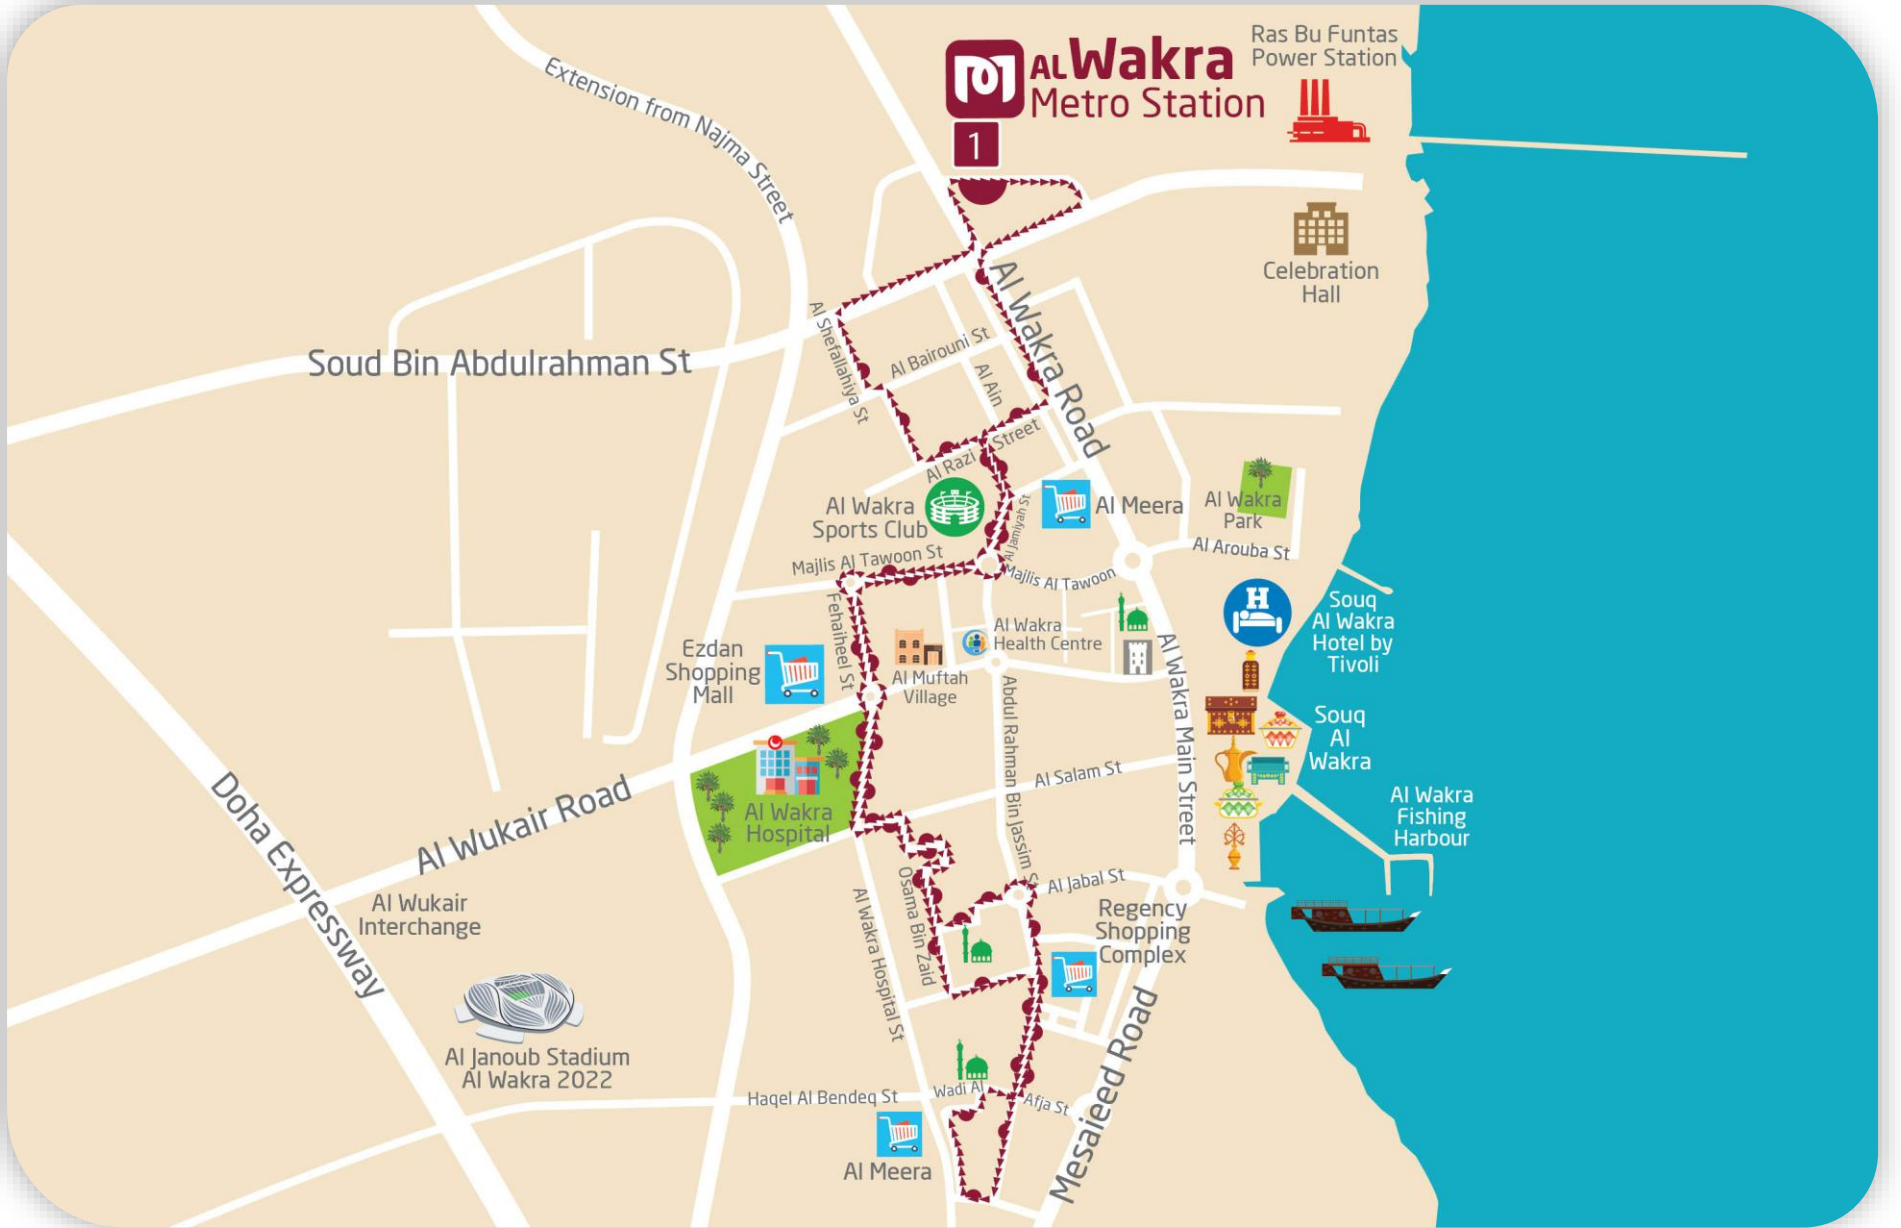 AL Wakra
Metro Station
1
Ras Bu Funtas
Power Station
Extension from Najma Street
Celebration
Hall
Al Wakra Road
Al Shefallahiya St
Al Bairouni St
Al Ain
Soud Bin Abdulrahman St
Al Razi Street
Al Wakra
Sports Club
Al Jamiyah St
Al Meera
Al Wakra
Park
Al Arouba St
Majlis Al Tawoon St
Majlis Al Tawoon
Fehaiheel St
Ezdan
Shopping
Mall
Al Muftah
Village
Al Wakra
Health Centre
H
Souq
Al Wakra
Hotel by
Tivoli
Al Wakra Main Street
Souq
Al
Wakra
Abdul Rahman Bin Jassim St
Al Salam St
Al Wakra
Fishing
Harbour
Al Wakra
Hospital
Doha Expressway
Al Wukair Road
Al Wukair
Interchange
Osama Bin Zaid
Al Wakra Hospital St
Al Jabal St
Regency
Shopping
Complex
Al Janoub Stadium
Al Wakra 2022
Haqel Al Bendeq St
Wadi Al
Afja St
Mesaieed Road
Al Meera